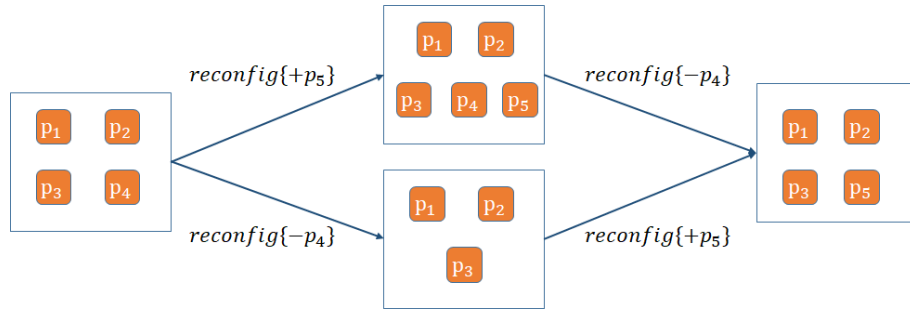 p₁ p₂
p₃ p₄
reconfig{+p₅}
reconfig{−p₄}
p₁ p₂
p₃ p₄ p₅
p₁ p₂
p₃
reconfig{−p₄}
reconfig{+p₅}
p₁ p₂
p₃ p₅